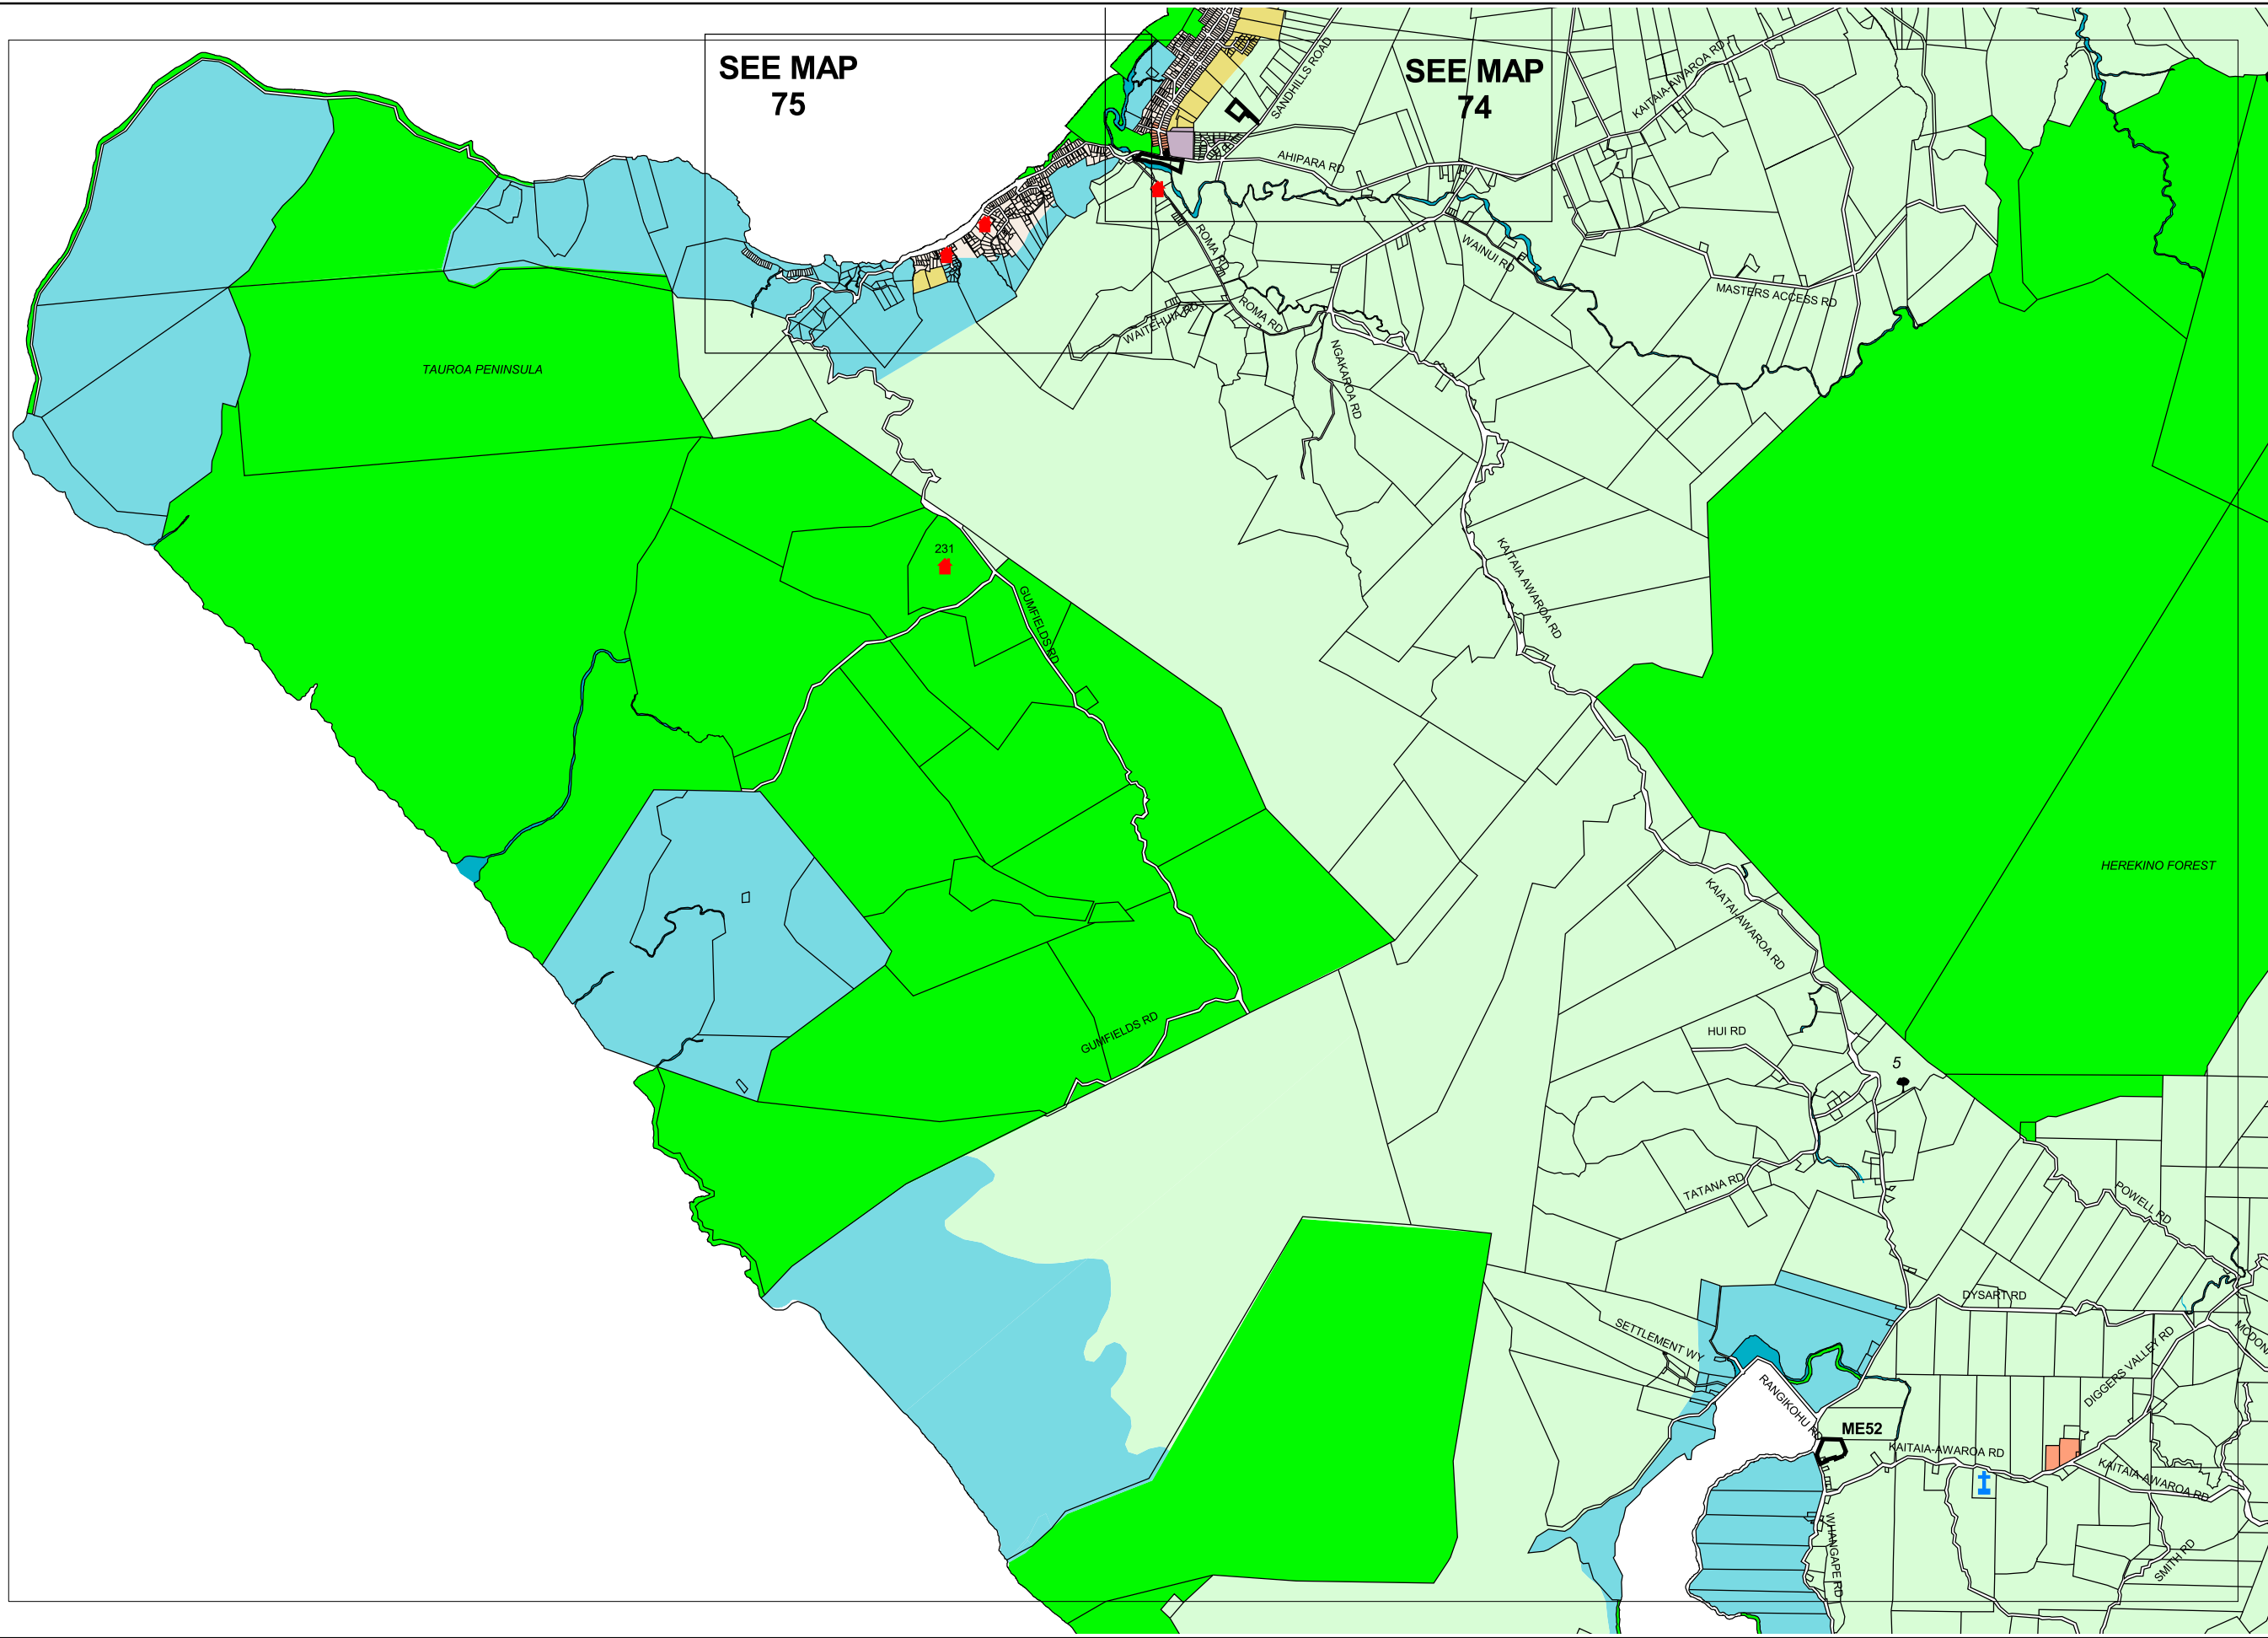 SEE MAP
75
SEE MAP
74
SANDHILLS ROAD
KAITAIA-AWAROA RD
AHIPARA RD
ROMA RD
WAINUI RD
MASTERS ACCESS RD
WAITEHUIA RD
ROMA RD
NGAKAROA RD
TAUROA PENINSULA
231
KAITAIA AWAROA RD
GUMFIELDS RD
HEREKINO FOREST
KAIATAI-AWAROA RD
GUMFIELDS RD
HUI RD
5
TATANA RD
POWELL RD
DYSART RD
SETTLEMENT WY
DIGGERS VALLEY RD
RANGIKOHU RD
ME52
KAITAIA-AWAROA RD
KAITAIA-AWAROA RD
WHANGAPE RD
SMITH RD